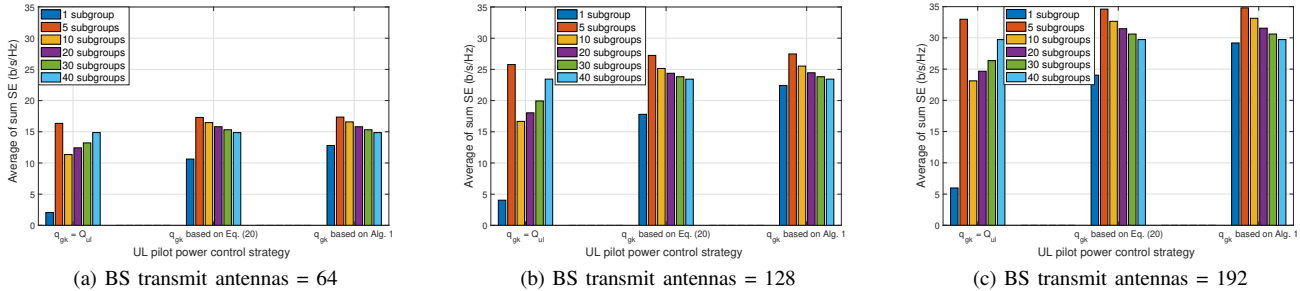 35
30
25
20
15
10
5
0
Average of sum SE (b/s/Hz)
1 subgroup
5 subgroups
10 subgroups
20 subgroups
30 subgroups
40 subgroups
q_gk = Q_ul
q_gk based on Eq. (20)
q_gk based on Alg. 1
UL pilot power control strategy
(a) BS transmit antennas = 64
35
30
25
20
15
10
5
0
Average of sum SE (b/s/Hz)
1 subgroup
5 subgroups
10 subgroups
20 subgroups
30 subgroups
40 subgroups
q_gk = Q_ul
q_gk based on Eq. (20)
q_gk based on Alg. 1
UL pilot power control strategy
(b) BS transmit antennas = 128
35
30
25
20
15
10
5
0
Average of sum SE (b/s/Hz)
1 subgroup
5 subgroups
10 subgroups
20 subgroups
30 subgroups
40 subgroups
q_gk = Q_ul
q_gk based on Eq. (20)
q_gk based on Alg. 1
UL pilot power control strategy
(c) BS transmit antennas = 192